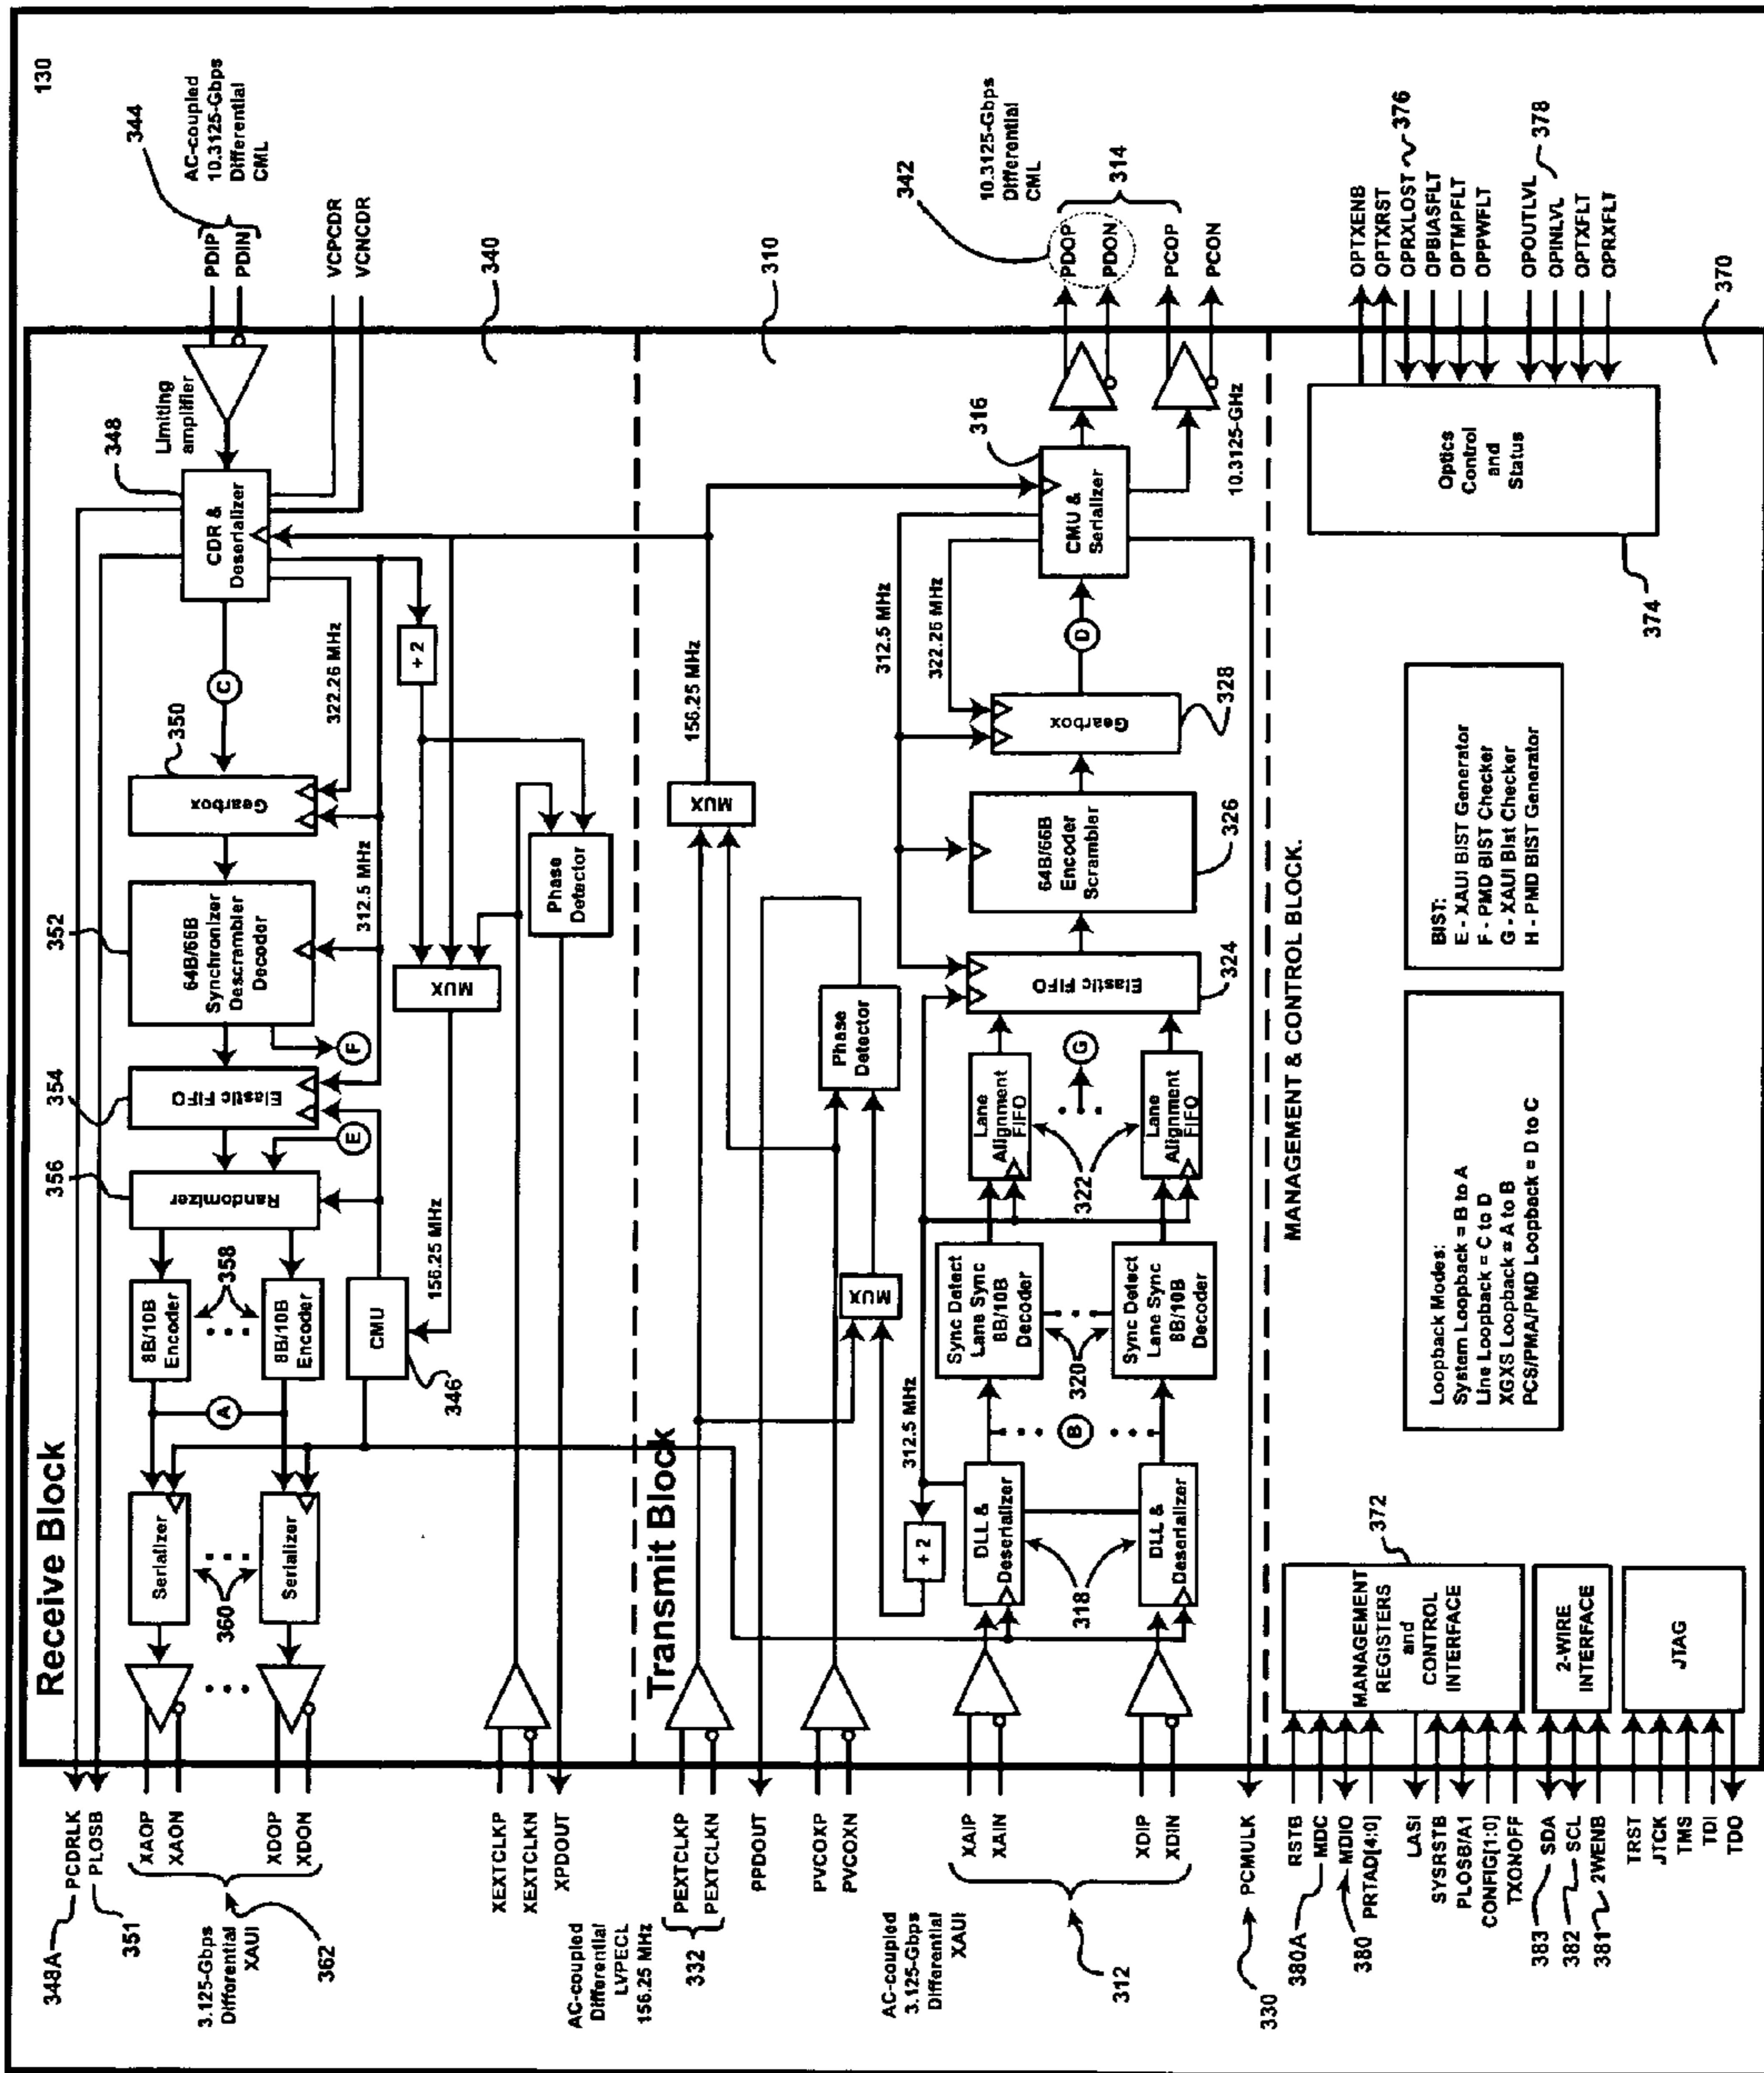 130
Receive Block
348A
PCDRLK
PLOSB
351
XAOP
XAON
XDOP
XDON
3.125-Gbps
Differential
XAUI
362
XEXTCLKP
XEXTCLKN
XPDOUT
Serializer
360
Serializer
A
8B/10B
Encoder
358
8B/10B
Encoder
CMU
346
356
Randomizer
E
354
Elastic FIFO
F
352
64B/66B
Synchronizer
Descrambler
Decoder
350
Gearbox
C
322.26 MHz
312.5 MHz
156.25 MHz
MUX
÷ 2
Phase
Detector
348
CDR &
Deserializer
Limiting
amplifier
344
PDIP
PDIN
AC-coupled
10.3125-Gbps
Differential
CML
VCPCDR
VCNCDR
340
Transmit Block
310
AC-coupled
Differential
LVPECL
156.25 MHz
PEXTCLKP
PEXTCLKN
332
PPDOUT
PVCOXP
PVCOXN
AC-coupled
3.125-Gbps
Differential
XAUI
XAIP
XAIN
XDIP
XDIN
312
330
PCMULK
÷ 2
312.5 MHz
DLL &
Deserializer
318
DLL &
Deserializer
B
MUX
Sync Detect
Lane Sync
8B/10B
Decoder
320
Sync Detect
Lane Sync
8B/10B
Decoder
Phase
Detector
Lane
Alignment
FIFO
322
G
Lane
Alignment
FIFO
Elastic FIFO
324
MUX
156.25 MHz
64B/66B
Encoder
Scrambler
326
Gearbox
328
312.5 MHz
322.26 MHz
D
CMU &
Serializer
316
10.3125-GHz
342
PDOP
PDON
PCOP
PCON
314
10.3125-Gbps
Differential
CML
MANAGEMENT & CONTROL BLOCK.
RSTB
380A
MDC
380
MDIO
PRTAD[4:0]
LASI
SYSRSTB
PLOSB/A1
CONFIG[1:0]
TXONOFF
383
SDA
382
SCL
381
2WENB
TRST
JTCK
TMS
TDI
TDO
372
MANAGEMENT
REGISTERS
and
CONTROL
INTERFACE
2-WIRE
INTERFACE
JTAG
Loopback Modes:
System Loopback = B to A
Line Loopback = C to D
XGXS Loopback = A to B
PCS/PMA/PMD Loopback = D to C
BIST:
E - XAUI BIST Generator
F - PMD BIST Checker
G - XAUI Bist Checker
H - PMD BIST Generator
Optics
Control
and
Status
374
OPTXENB
OPTXRST
OPRXLOST
376
OPBIASFLT
OPTMPFLT
OPPWFLT
OPOUTLVL
OPINLVL
378
OPTXFLT
OPRXFLT
370